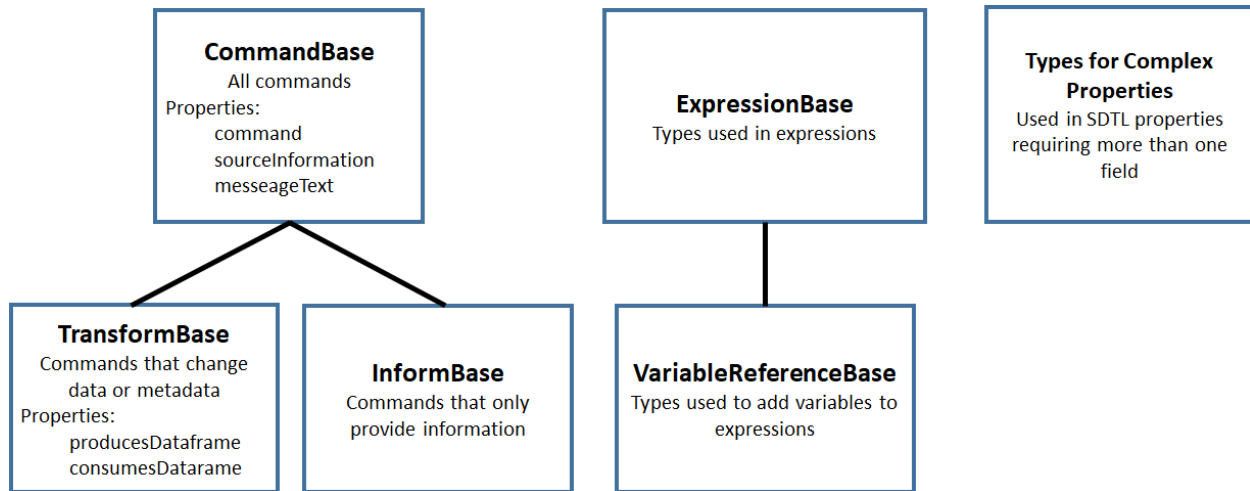 CommandBase
All commands
Properties:
command
sourceInformation
messeageText
ExpressionBase
Types used in expressions
Types for Complex
Properties
Used in SDTL properties
requiring more than one
field
TransformBase
Commands that change
data or metadata
Properties:
producesDataframe
consumesDatarame
InformBase
Commands that only
provide information
VariableReferenceBase
Types used to add variables to
expressions